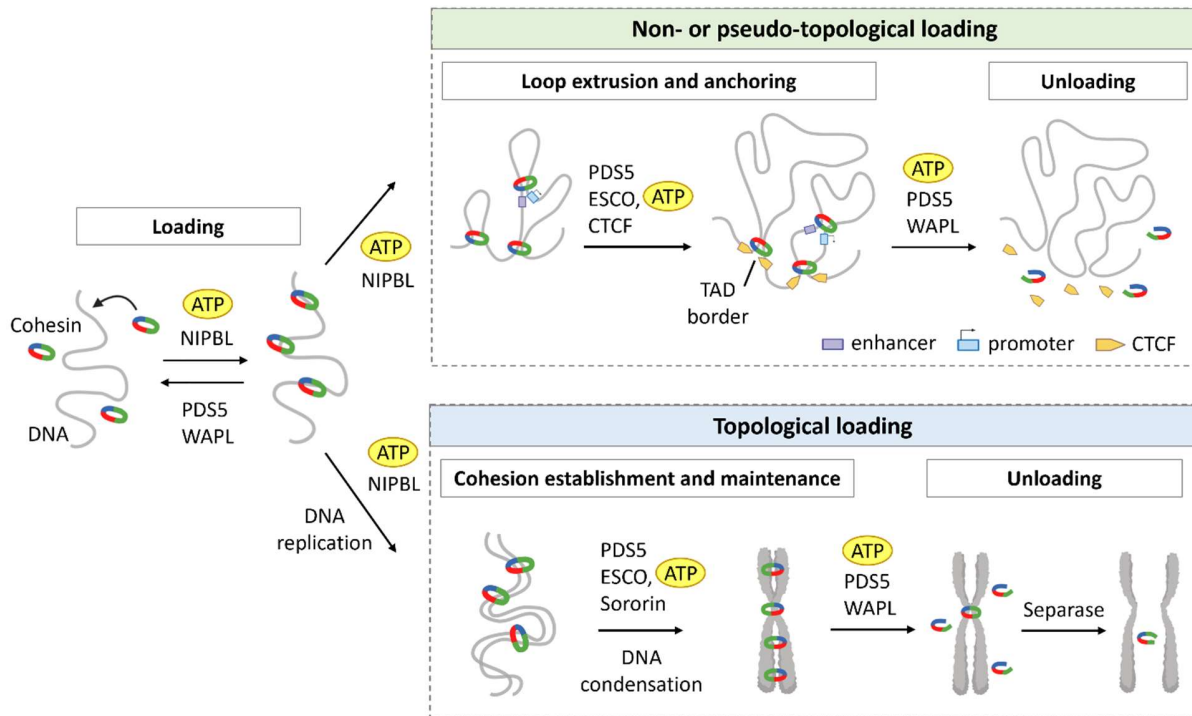 Loading
Cohesin
DNA
ATP
NIPBL
PDS5
WAPL
ATP
NIPBL
ATP
NIPBL
DNA
replication
Non- or pseudo-topological loading
Loop extrusion and anchoring
Unloading
PDS5
ESCO, ATP
CTCF
TAD
border
ATP
PDS5
WAPL
enhancer
promoter
CTCF
Topological loading
Cohesion establishment and maintenance
Unloading
PDS5
ESCO, ATP
Sororin
DNA
condensation
ATP
PDS5
WAPL
Separase